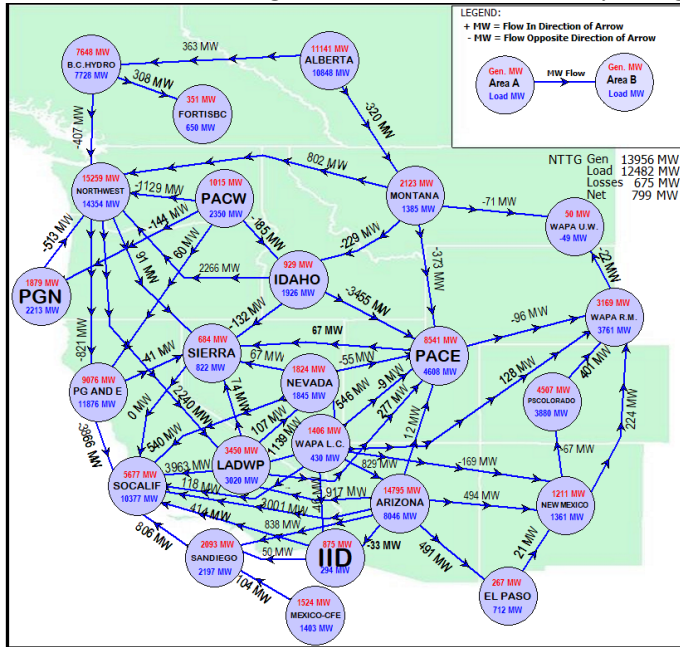 LEGEND:
+ MW = Flow In Direction of Arrow
- MW = Flow Opposite Direction of Arrow
Gen. MW
Area A
Load MW
MW Flow
Gen. MW
Area B
Load MW
NTTG Gen 13956 MW
Load 12482 MW
Losses 675 MW
Net 799 MW
7648 MW
B.C.HYDRO
7728 MW
363 MW
11141 MW
ALBERTA
10848 MW
308 MW
351 MW
FORTISBC
650 MW
-407 MW
-320 MW
802 MW
15259 MW
NORTHWEST
14354 MW
-1129 MW
1015 MW
PACW
2350 MW
2123 MW
MONTANA
1385 MW
-71 MW
50 MW
WAPA U.W.
-49 MW
-144 MW
60 MW
-185 MW
-229 MW
-373 MW
-22 MW
-513 MW
91 MW
2266 MW
929 MW
IDAHO
1926 MW
-3455 MW
1879 MW
PGN
2213 MW
-132 MW
-96 MW
3169 MW
WAPA R.M.
3761 MW
-821 MW
684 MW
SIERRA
822 MW
67 MW
8541 MW
PACE
4608 MW
-41 MW
67 MW
-55 MW
1824 MW
NEVADA
1845 MW
-9 MW
128 MW
401 MW
9076 MW
PG AND E
11876 MW
0 MW
2240 MW
74 MW
107 MW
546 MW
277 MW
4507 MW
PSCOLORADO
3880 MW
224 MW
-3866 MW
540 MW
1139 MW
1406 MW
WAPA L.C.
430 MW
12 MW
-67 MW
3450 MW
LADWP
3020 MW
829 MW
-169 MW
5677 MW
SOCALIF
10377 MW
3963 MW
118 MW
917 MW
14795 MW
ARIZONA
8046 MW
494 MW
1211 MW
NEW MEXICO
1361 MW
3001 MW
414 MW
838 MW
806 MW
2093 MW
SANDIEGO
2197 MW
50 MW
875 MW
IID
294 MW
-33 MW
491 MW
21 MW
104 MW
1524 MW
MEXICO-CFE
1403 MW
267 MW
EL PASO
712 MW